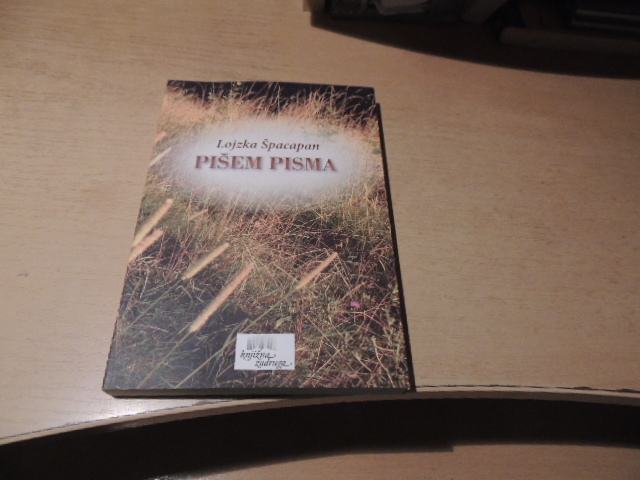 Lojzka Špacapan
PIŠEM PISMA
knjižna
zadruga